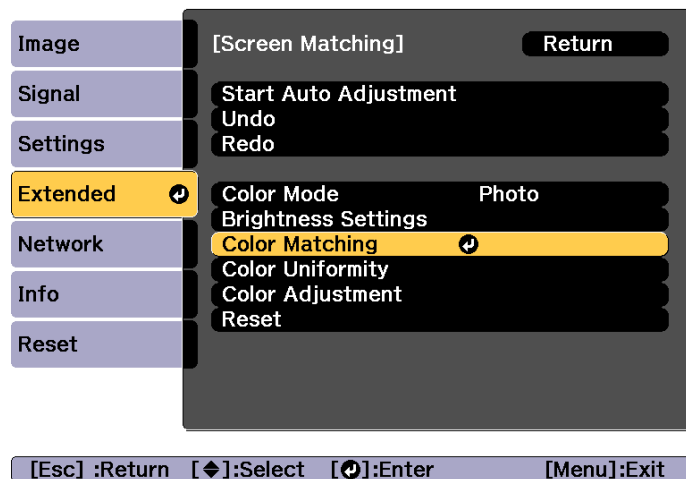 Image
Signal
Settings
Extended
Network
Info
Reset
[Screen Matching] Return
Start Auto Adjustment
Undo
Redo
Color Mode Photo
Brightness Settings
Color Matching
Color Uniformity
Color Adjustment
Reset
[Esc] :Return [◆]:Select [↵]:Enter [Menu]:Exit